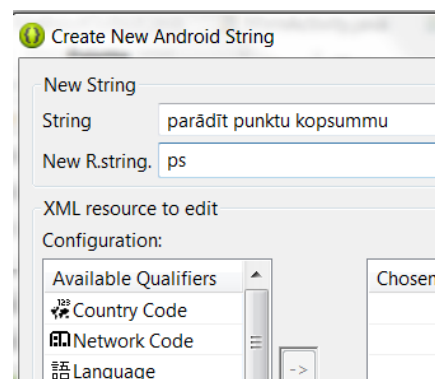 Create New Android String
New String
String parādīt punktu kopsummu
New R.string. ps
XML resource to edit
Configuration:
Available Qualifiers Chosen
Country Code
Network Code
Language
->